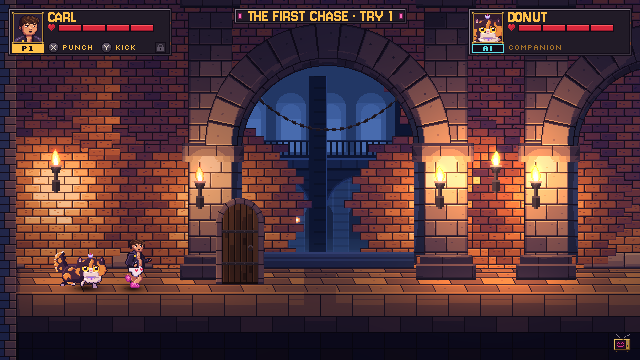 CARL
THE FIRST CHASE · TRY 1
DONUT
P1
X PUNCH Y KICK
AI
COMPANION